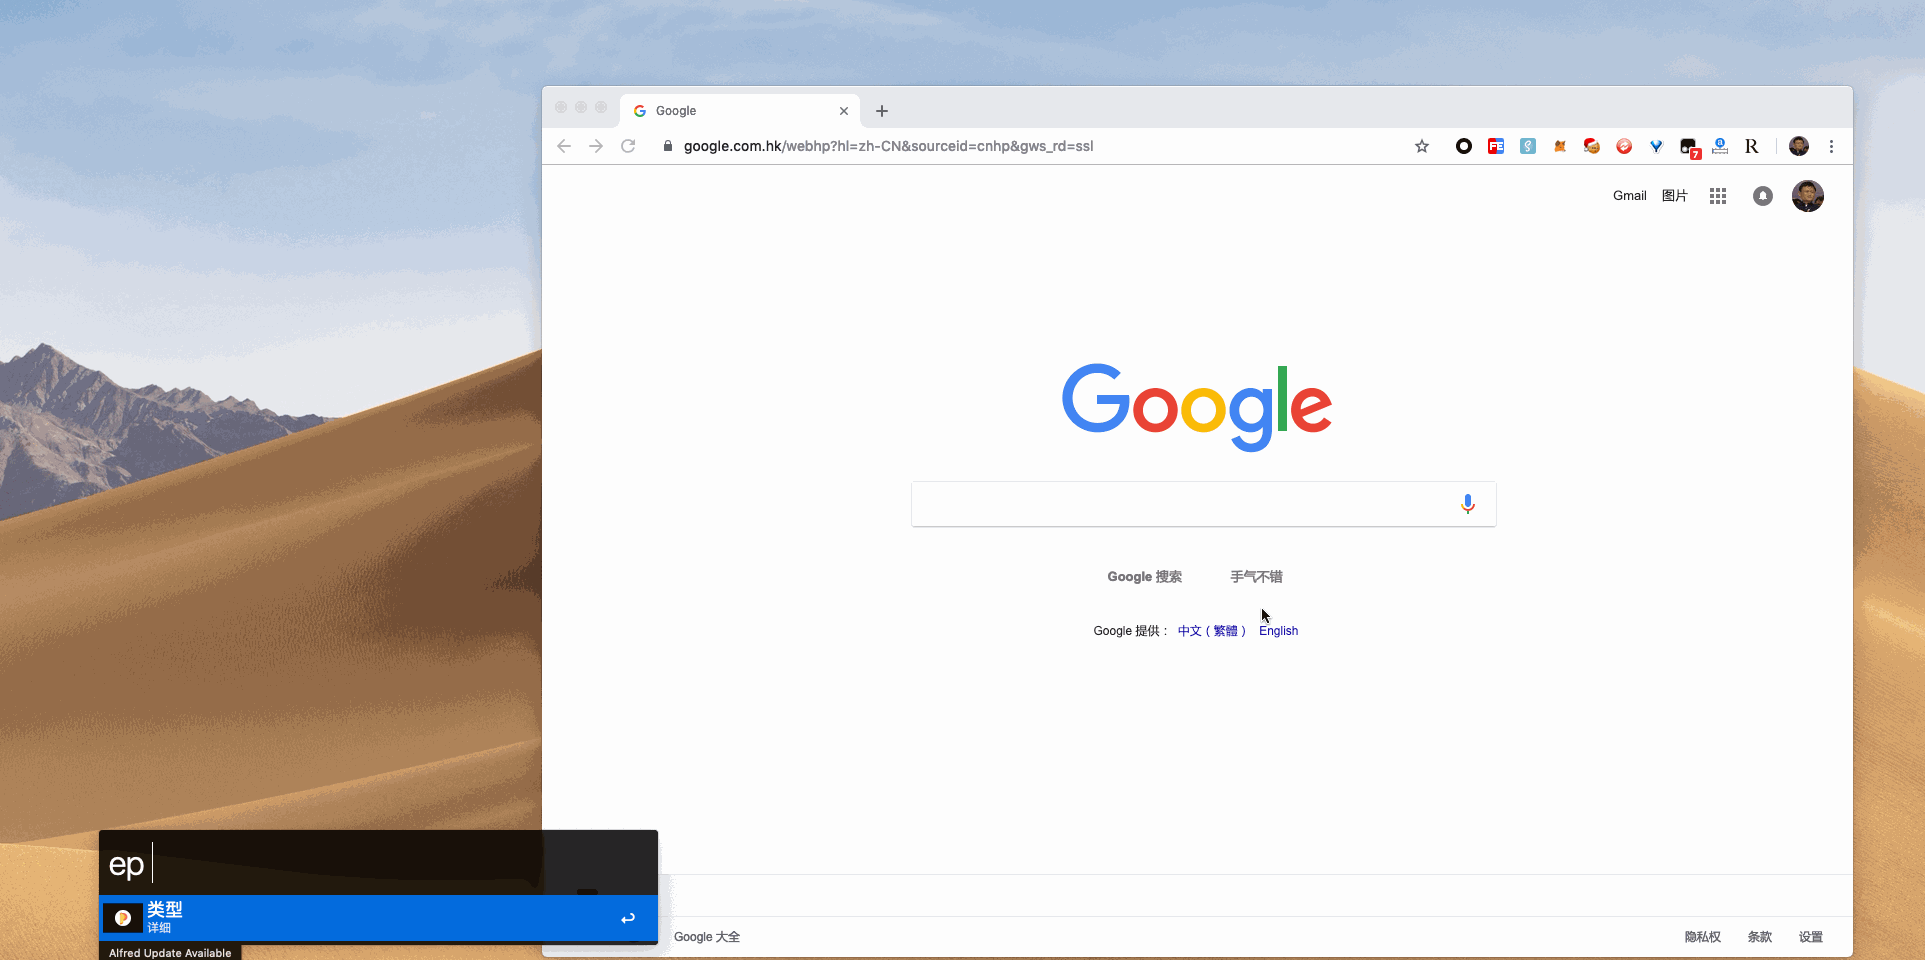 Google
google.com.hk/webhp?hl=zh-CN&sourceid=cnhp&gws_rd=ssl
FE
7
R
Gmail 图片
Google
Google 搜索 手气不错
Google 提供： 中文（繁體） English
ep
类型
详细
Alfred Update Available
Google 大全 隐私权 条款 设置